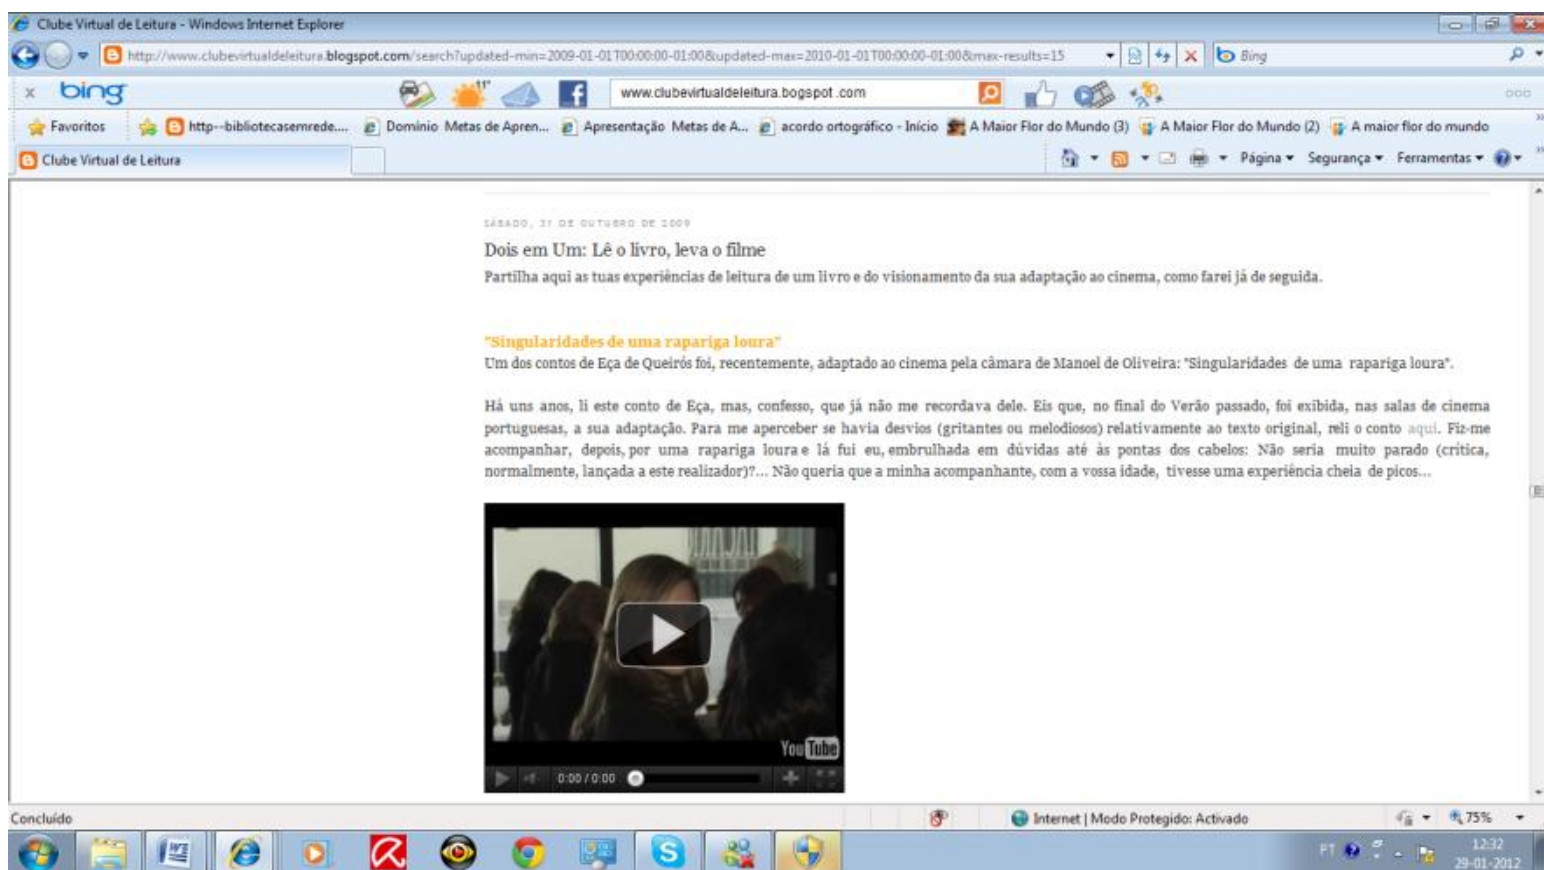 Clube Virtual de Leitura - Windows Internet Explorer
http://www.clubevirtualdeleitura.blogspot.com/search?updated-min=2009-01-01T00:00:00-01:00&updated-max=2010-01-01T00:00:00-01:00&max-results=15
Bing
x bing 11° www.clubevirtualdeleitura.bogspot .com
Favoritos http--bibliotecasemrede.... Domínio Metas de Apren... Apresentação Metas de A... acordo ortográfico - Início A Maior Flor do Mundo (3) A Maior Flor do Mundo (2) A maior flor do mundo
Clube Virtual de Leitura Página Segurança Ferramentas
SÁBADO, 31 DE OUTUBRO DE 2009
Dois em Um: Lê o livro, leva o filme
Partilha aqui as tuas experiências de leitura de um livro e do visionamento da sua adaptação ao cinema, como farei já de seguida.
"Singularidades de uma rapariga loura"
Um dos contos de Eça de Queirós foi, recentemente, adaptado ao cinema pela câmara de Manoel de Oliveira: "Singularidades de uma rapariga loura".
Há uns anos, li este conto de Eça, mas, confesso, que já não me recordava dele. Eis que, no final do Verão passado, foi exibida, nas salas de cinema
portuguesas, a sua adaptação. Para me aperceber se havia desvios (gritantes ou melodiosos) relativamente ao texto original, reli o conto aqui. Fiz-me
acompanhar, depois, por uma rapariga loura e lá fui eu, embrulhada em dúvidas até às pontas dos cabelos: Não seria muito parado (crítica,
normalmente, lançada a este realizador)?... Não queria que a minha acompanhante, com a vossa idade, tivesse uma experiência cheia de picos...
YouTube
0:00 / 0:00
Concluído Internet | Modo Protegido: Activado 75%
PT 12:32
29-01-2012